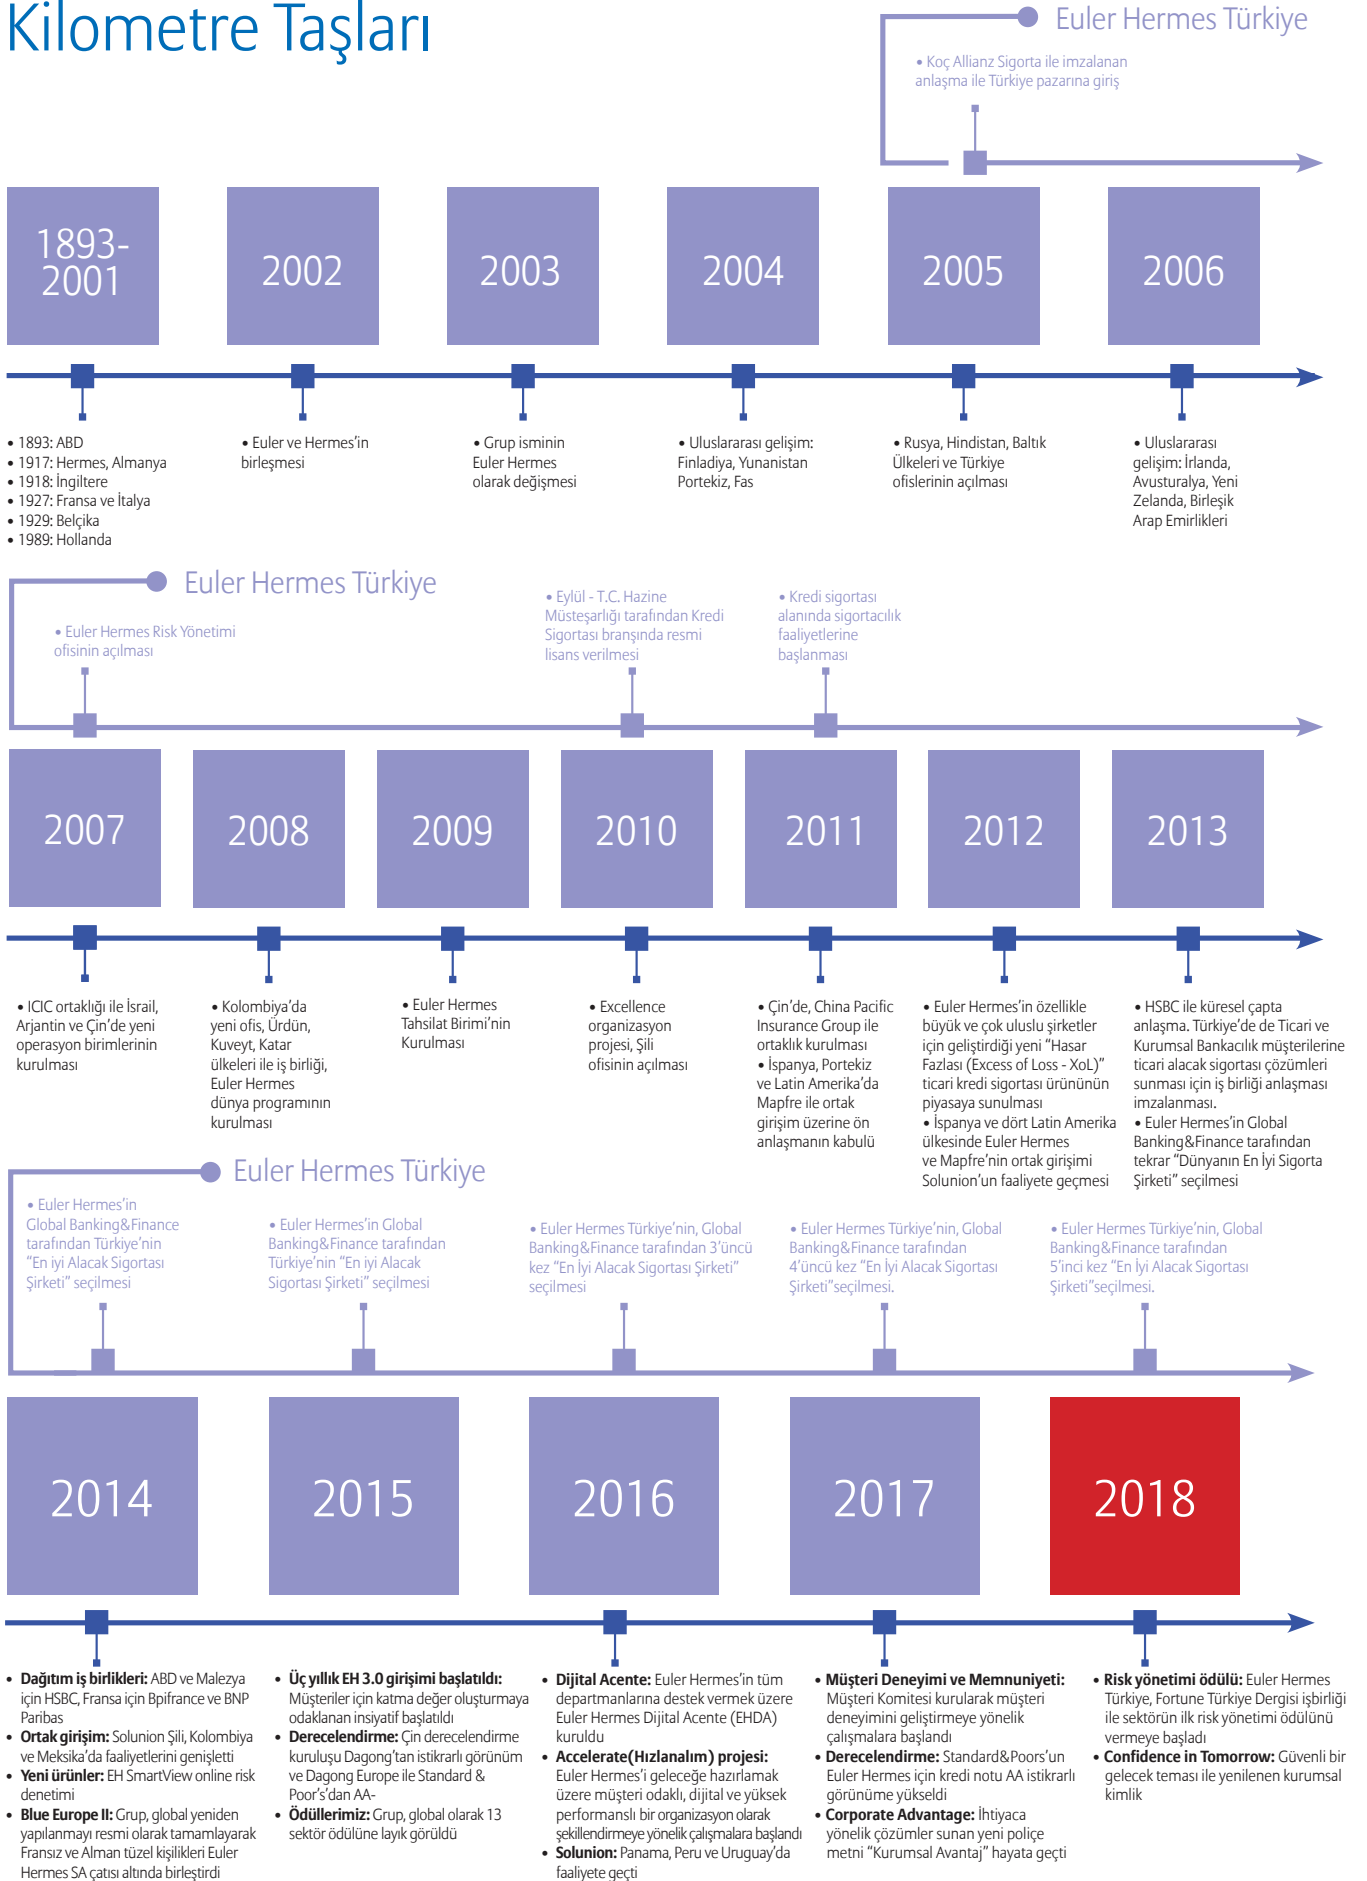 Kilometre Taşları
Euler Hermes Türkiye
• Koç Allianz Sigorta ile imzalanan
anlaşma ile Türkiye pazarına giriş
1893-
2001
2002
2003
2004
2005
2006
• 1893: ABD
• 1917: Hermes, Almanya
• 1918: İngiltere
• 1927: Fransa ve İtalya
• 1929: Belçika
• 1989: Hollanda
• Euler ve Hermes’in
birleşmesi
• Grup isminin
Euler Hermes
olarak değişmesi
• Uluslararası gelişim:
Finladiya, Yunanistan
Portekiz, Fas
• Rusya, Hindistan, Baltık
Ülkeleri ve Türkiye
ofislerinin açılması
• Uluslararası
gelişim: İrlanda,
Avusturalya, Yeni
Zelanda, Birleşik
Arap Emirlikleri
Euler Hermes Türkiye
• Euler Hermes Risk Yönetimi
ofisinin açılması
• Eylül - T.C. Hazine
Müsteşarlığı tarafından Kredi
Sigortası branşında resmi
lisans verilmesi
• Kredi sigortası
alanında sigortacılık
faaliyetlerine
başlanması
2007
2008
2009
2010
2011
2012
2013
• ICIC ortaklığı ile İsrail,
Arjantin ve Çin’de yeni
operasyon birimlerinin
kurulması
• Kolombiya’da
yeni ofis, Ürdün,
Kuveyt, Katar
ülkeleri ile iş birliği,
Euler Hermes
dünya programının
kurulması
• Euler Hermes
Tahsilat Birimi’nin
Kurulması
• Excellence
organizasyon
projesi, Şili
ofisinin açılması
• Çin’de, China Pacific
Insurance Group ile
ortaklık kurulması
• İspanya, Portekiz
ve Latin Amerika’da
Mapfre ile ortak
girişim üzerine ön
anlaşmanın kabulü
• Euler Hermes’in özellikle
büyük ve çok uluslu şirketler
için geliştirdiği yeni “Hasar
Fazlası (Excess of Loss - XoL)”
ticari kredi sigortası ürününün
piyasaya sunulması
• İspanya ve dört Latin Amerika
ülkesinde Euler Hermes
ve Mapfre’nin ortak girişimi
Solunion’un faaliyete geçmesi
• HSBC ile küresel çapta
anlaşma. Türkiye’de de Ticari ve
Kurumsal Bankacılık müşterilerine
ticari alacak sigortası çözümleri
sunması için iş birliği anlaşması
imzalanması.
• Euler Hermes’in Global
Banking&Finance tarafından
tekrar “Dünyanın En İyi Sigorta
Şirketi” seçilmesi
Euler Hermes Türkiye
• Euler Hermes’in
Global Banking&Finance
tarafından Türkiye’nin
“En iyi Alacak Sigortası
Şirketi” seçilmesi
• Euler Hermes’in Global
Banking&Finance tarafından
Türkiye’nin “En iyi Alacak
Sigortası Şirketi” seçilmesi
• Euler Hermes Türkiye’nin, Global
Banking&Finance tarafından 3’üncü
kez “En İyi Alacak Sigortası Şirketi”
seçilmesi
• Euler Hermes Türkiye’nin, Global
Banking&Finance tarafından
4’üncü kez “En İyi Alacak Sigortası
Şirketi”seçilmesi.
• Euler Hermes Türkiye’nin, Global
Banking&Finance tarafından
5’inci kez “En İyi Alacak Sigortası
Şirketi”seçilmesi.
2014
2015
2016
2017
2018
• Dağıtım iş birlikleri: ABD ve Malezya
için HSBC, Fransa için Bpifrance ve BNP
Paribas
• Ortak girişim: Solunion Şili, Kolombiya
ve Meksika’da faaliyetlerini genişletti
• Yeni ürünler: EH SmartView online risk
denetimi
• Blue Europe II: Grup, global yeniden
yapılanmayı resmi olarak tamamlayarak
Fransız ve Alman tüzel kişilikleri Euler
Hermes SA çatısı altında birleştirdi
• Üç yıllık EH 3.0 girişimi başlatıldı:
Müşteriler için katma değer oluşturmaya
odaklanan insiyatif başlatıldı
• Derecelendirme: Çin derecelendirme
kuruluşu Dagong’tan istikrarlı görünüm
ve Dagong Europe ile Standard &
Poor’s’dan AA-
• Ödüllerimiz: Grup, global olarak 13
sektör ödülüne layık görüldü
• Dijital Acente: Euler Hermes’in tüm
departmanlarına destek vermek üzere
Euler Hermes Dijital Acente (EHDA)
kuruldu
• Accelerate(Hızlanalım) projesi:
Euler Hermes’i geleceğe hazırlamak
üzere müşteri odaklı, dijital ve yüksek
performanslı bir organizasyon olarak
şekillendirmeye yönelik çalışmalara başlandı
• Solunion: Panama, Peru ve Uruguay’da
faaliyete geçti
• Müşteri Deneyimi ve Memnuniyeti:
Müşteri Komitesi kurularak müşteri
deneyimini geliştirmeye yönelik
çalışmalara başlandı
• Derecelendirme: Standard&Poors’un
Euler Hermes için kredi notu AA istikrarlı
görünüme yükseldi
• Corporate Advantage: İhtiyaca
yönelik çözümler sunan yeni poliçe
metni “Kurumsal Avantaj” hayata geçti
• Risk yönetimi ödülü: Euler Hermes
Türkiye, Fortune Türkiye Dergisi işbirliği
ile sektörün ilk risk yönetimi ödülünü
vermeye başladı
• Confidence in Tomorrow: Güvenli bir
gelecek teması ile yenilenen kurumsal
kimlik